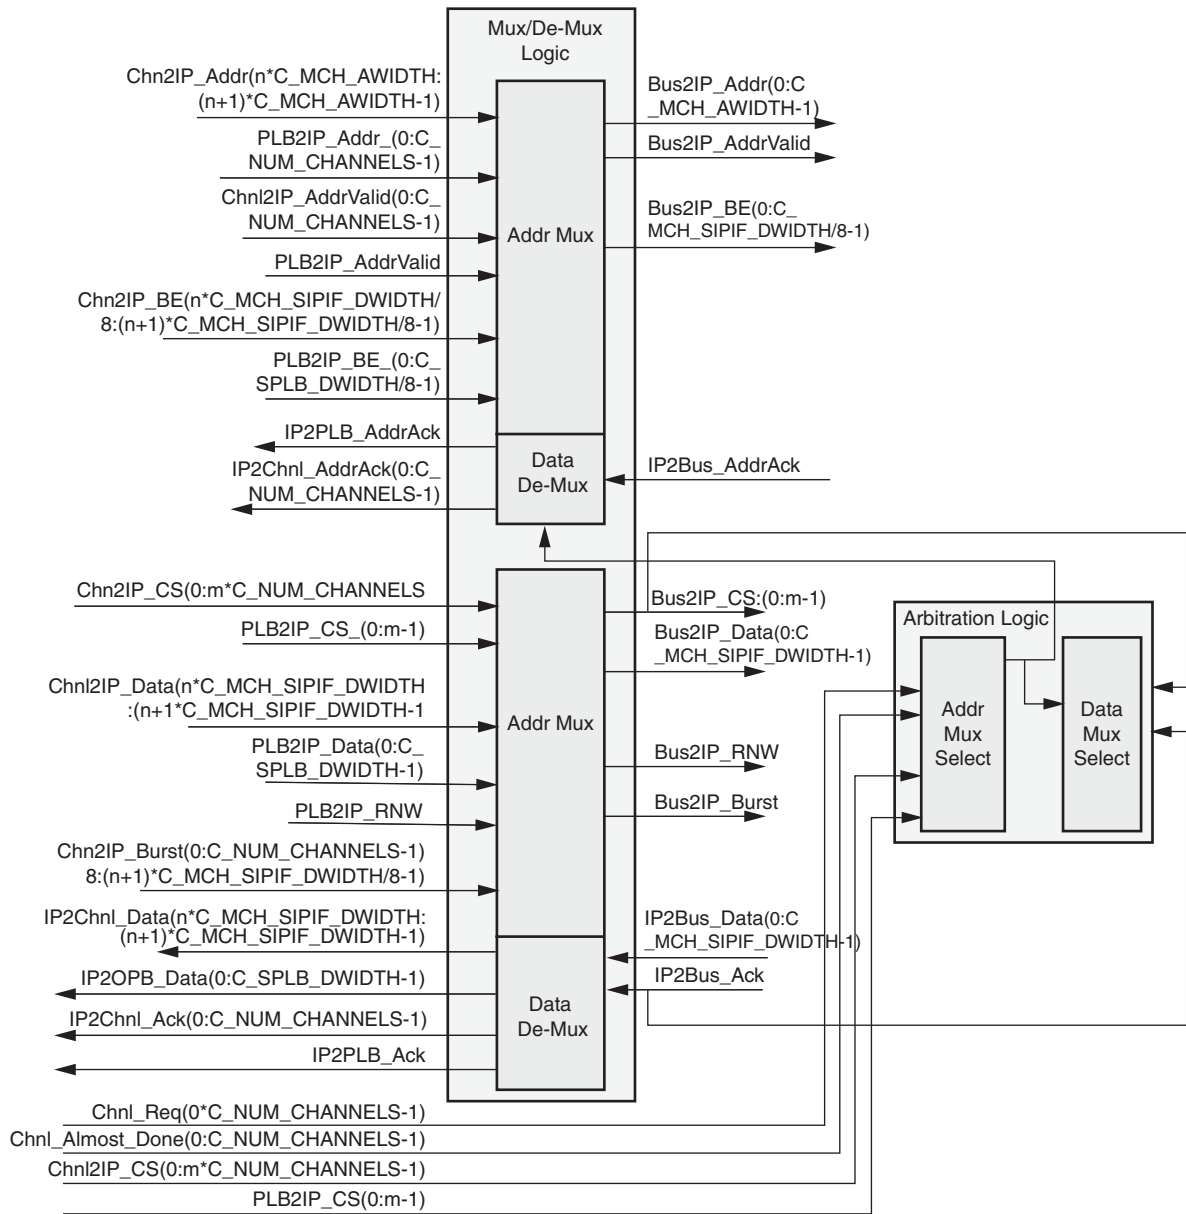 Mux/De-Mux
Logic
Chn2IP_Addr(n*C_MCH_AWIDTH:
(n+1)*C_MCH_AWIDTH-1)
PLB2IP_Addr_(0:C_
NUM_CHANNELS-1)
Chnl2IP_AddrValid(0:C_
NUM_CHANNELS-1)
PLB2IP_AddrValid
Chn2IP_BE(n*C_MCH_SIPIF_DWIDTH/
8:(n+1)*C_MCH_SIPIF_DWIDTH/8-1)
PLB2IP_BE_(0:C_
SPLB_DWIDTH/8-1)
IP2PLB_AddrAck
IP2Chnl_AddrAck(0:C_
NUM_CHANNELS-1)
Addr Mux
Data
De-Mux
Bus2IP_Addr(0:C
_MCH_AWIDTH-1)
Bus2IP_AddrValid
Bus2IP_BE(0:C_
MCH_SIPIF_DWIDTH/8-1)
IP2Bus_AddrAck
Chn2IP_CS(0:m*C_NUM_CHANNELS
PLB2IP_CS_(0:m-1)
Chnl2IP_Data(n*C_MCH_SIPIF_DWIDTH
:(n+1*C_MCH_SIPIF_DWIDTH-1
PLB2IP_Data(0:C_
SPLB_DWIDTH-1)
PLB2IP_RNW
Chn2IP_Burst(0:C_NUM_CHANNELS-1)
8:(n+1)*C_MCH_SIPIF_DWIDTH/8-1)
IP2Chnl_Data(n*C_MCH_SIPIF_DWIDTH:
(n+1)*C_MCH_SIPIF_DWIDTH-1)
IP2OPB_Data(0:C_SPLB_DWIDTH-1)
IP2Chnl_Ack(0:C_NUM_CHANNELS-1)
IP2PLB_Ack
Addr Mux
Data
De-Mux
Bus2IP_CS:(0:m-1)
Bus2IP_Data(0:C
_MCH_SIPIF_DWIDTH-1)
Bus2IP_RNW
Bus2IP_Burst
IP2Bus_Data(0:C
_MCH_SIPIF_DWIDTH-1)
IP2Bus_Ack
Arbitration Logic
Addr
Mux
Select
Data
Mux
Select
Chnl_Req(0*C_NUM_CHANNELS-1)
Chnl_Almost_Done(0:C_NUM_CHANNELS-1)
Chnl2IP_CS(0:m*C_NUM_CHANNELS-1)
PLB2IP_CS(0:m-1)